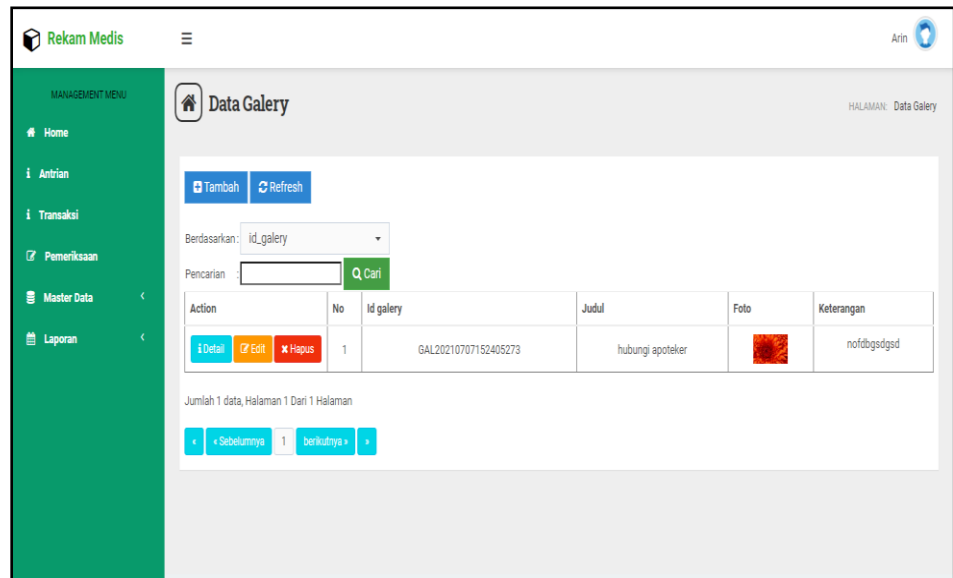 Rekam Medis
Arin
MANAGEMENT MENU
Home
Antrian
Transaksi
Pemeriksaan
Master Data
Laporan
Data Galery
HALAMAN: Data Galery
Tambah Refresh
Berdasarkan : id_galery
Pencarian :
Cari
Action No Id galery Judul Foto Keterangan
Detail Edit Hapus 1 GAL20210707152405273 hubungi apoteker nofdbgsdgsd
Jumlah 1 data, Halaman 1 Dari 1 Halaman
« « Sebelumnya 1 berikutnya » »